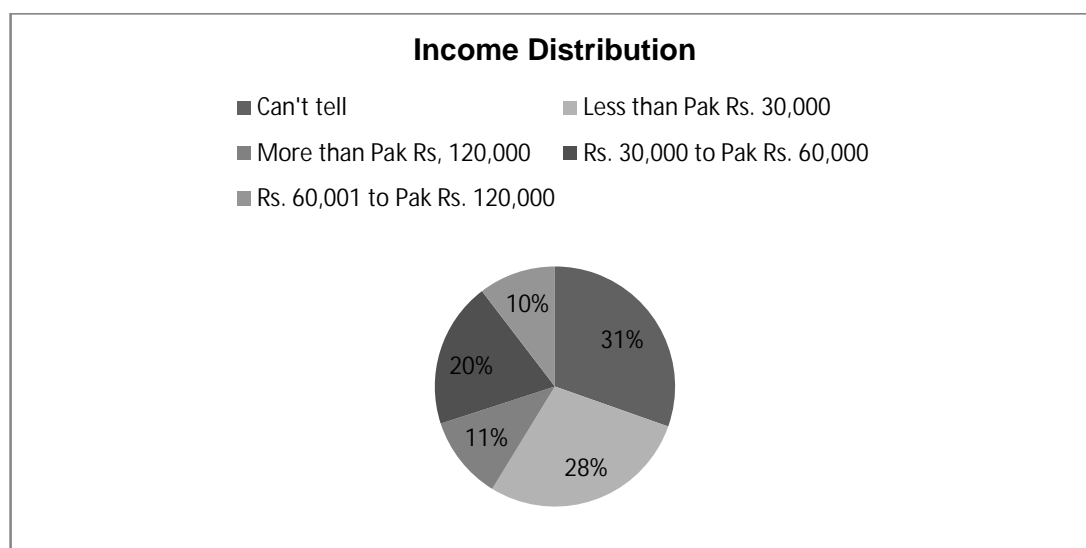 Income Distribution
Can't tell
Less than Pak Rs. 30,000
More than Pak Rs, 120,000
Rs. 30,000 to Pak Rs. 60,000
Rs. 60,001 to Pak Rs. 120,000
10%
31%
20%
11%
28%